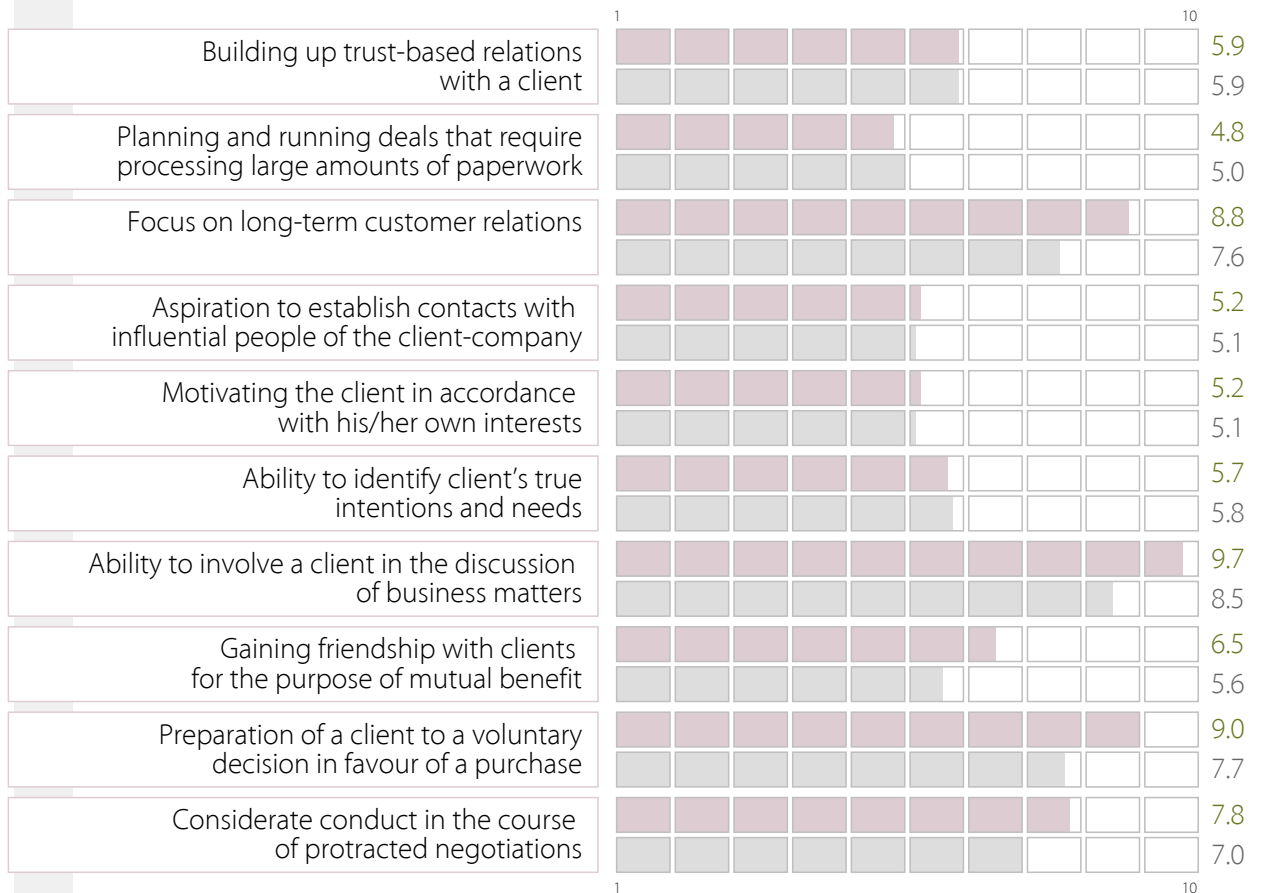 1 10
Building up trust-based relations
with a client
5.9
5.9
Planning and running deals that require
processing large amounts of paperwork
4.8
5.0
Focus on long-term customer relations
8.8
7.6
Aspiration to establish contacts with
influential people of the client-company
5.2
5.1
Motivating the client in accordance
with his/her own interests
5.2
5.1
Ability to identify client's true
intentions and needs
5.7
5.8
Ability to involve a client in the discussion
of business matters
9.7
8.5
Gaining friendship with clients
for the purpose of mutual benefit
6.5
5.6
Preparation of a client to a voluntary
decision in favour of a purchase
9.0
7.7
Considerate conduct in the course
of protracted negotiations
7.8
7.0
1 10